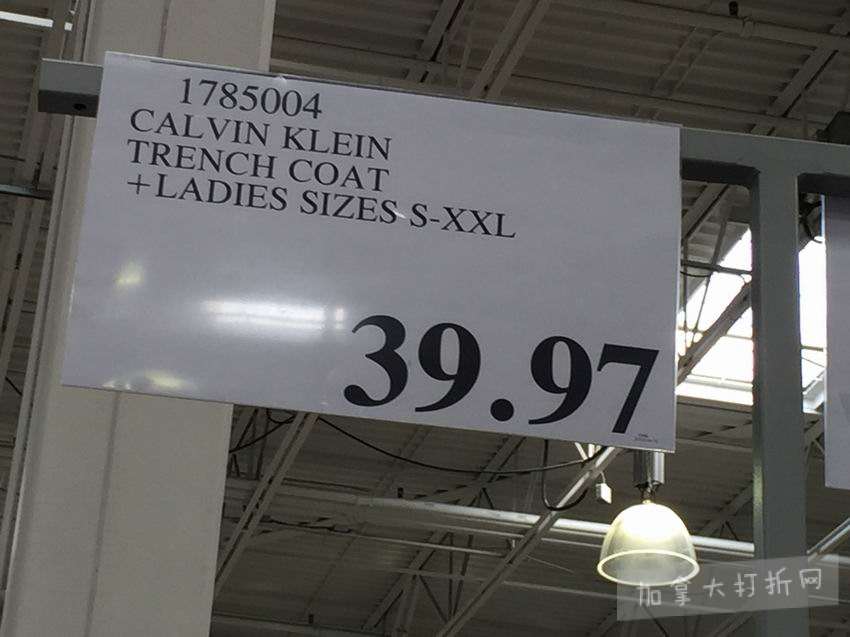 1785004
CALVIN KLEIN
TRENCH COAT
+LADIES SIZES S-XXL
39.97
加拿大打折网